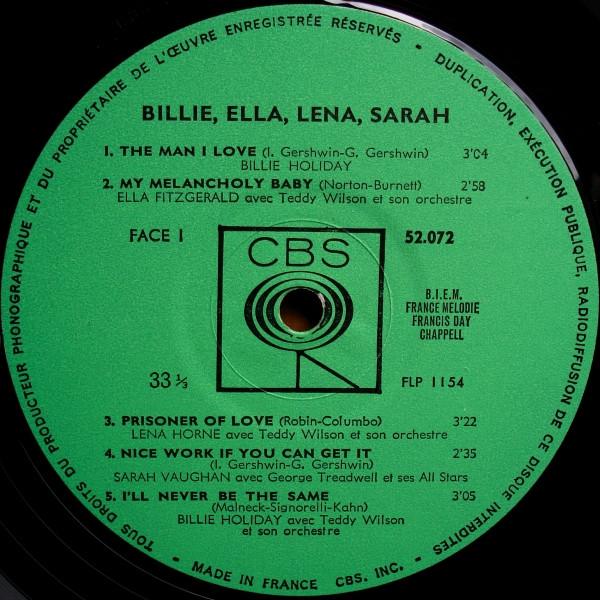 TOUS DROITS DU PRODUCTEUR PHONOGRAPHIQUE ET DU PROPRIÉTAIRE DE L'ŒUVRE ENREGISTRÉE RÉSERVÉS - DUPLICATION, EXÉCUTION PUBLIQUE, RADIODIFFUSION DE CE DISQUE INTERDITES
BILLIE, ELLA, LENA, SARAH
1. THE MAN I LOVE (I. Gershwin-G. Gershwin) 3'04
BILLIE HOLIDAY
2. MY MELANCHOLY BABY (Norton-Burnett) 2'58
ELLA FITZGERALD avec Teddy Wilson et son orchestre
FACE I
CBS
52.072
B.I.E.M.
FRANCE MELODIE
FRANCIS DAY
CHAPPELL
33 ⅓
FLP 1154
3. PRISONER OF LOVE (Robin-Columbo) 3'22
LENA HORNE avec Teddy Wilson et son orchestre
4. NICE WORK IF YOU CAN GET IT 2'35
(I. Gershwin-G. Gershwin)
SARAH VAUGHAN avec George Treadwell et ses All Stars
5. I'LL NEVER BE THE SAME 3'05
(Malneck-Signorelli-Kahn)
BILLIE HOLIDAY avec Teddy Wilson
et son orchestre
- MADE IN FRANCE CBS. INC. -